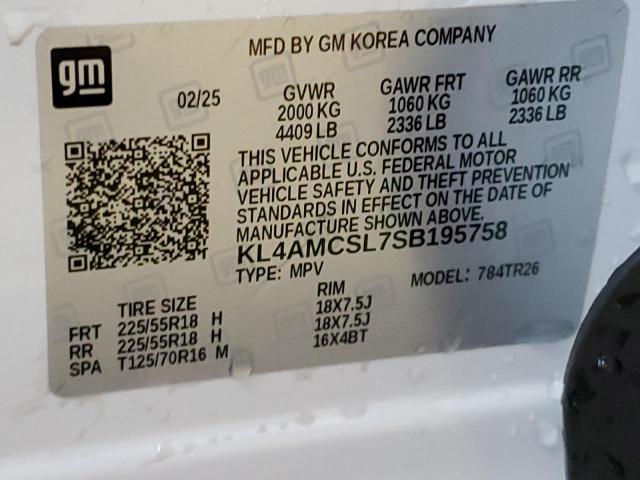 gm
MFD BY GM KOREA COMPANY
02/25
GVWR
2000 KG
4409 LB
GAWR FRT
1060 KG
2336 LB
GAWR RR
1060 KG
2336 LB
THIS VEHICLE CONFORMS TO ALL
APPLICABLE U.S. FEDERAL MOTOR
VEHICLE SAFETY AND THEFT PREVENTION
STANDARDS IN EFFECT ON THE DATE OF
MANUFACTURE SHOWN ABOVE.
KL4AMCSL7SB195758
TYPE: MPV
MODEL: 784TR26
TIRE SIZE RIM
FRT 225/55R18 H 18X7.5J
RR 225/55R18 H 18X7.5J
SPA T125/70R16 M 16X4BT